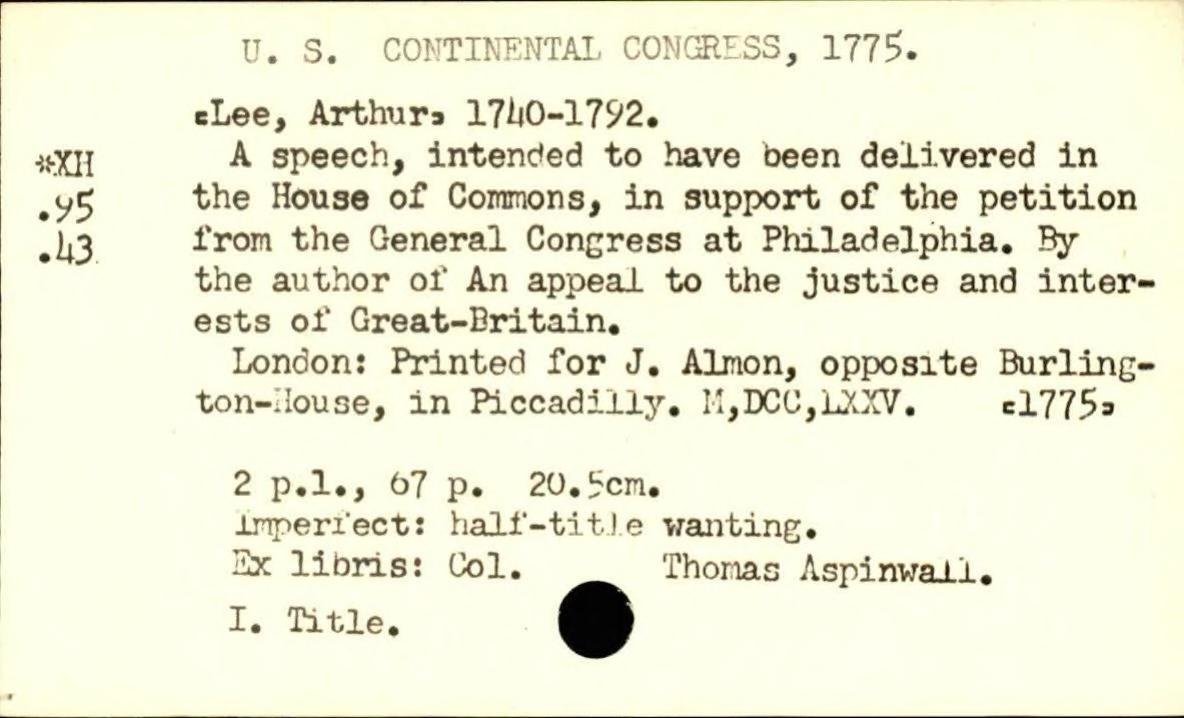 U. S. CONTINENTAL CONGRESS, 1775.
[Lee, Arthur] 1740-1792.
*XH A speech, intended to have been delivered in
.95 the House of Commons, in support of the petition
.43 from the General Congress at Philadelphia. By
the author of An appeal to the justice and inter-
ests of Great-Britain.
London: Printed for J. Almon, opposite Burling-
ton-House, in Piccadilly. M,DCC,LXXV. [1775]
2 p.l., 67 p. 20.5cm.
Imperfect: half-title wanting.
Ex libris: Col. Thomas Aspinwall.
I. Title.